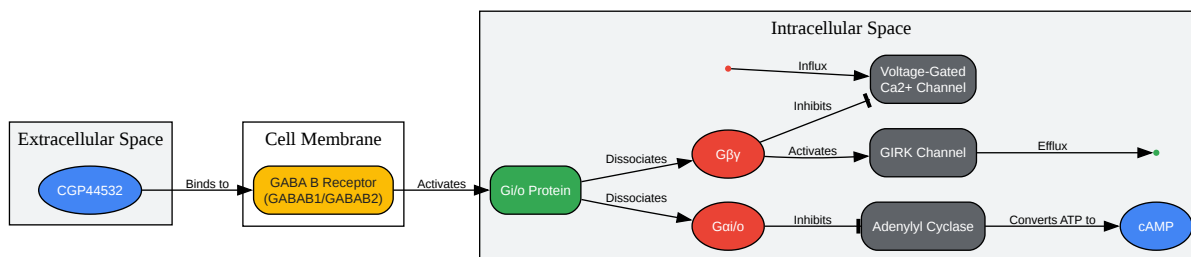 Intracellular Space
Influx
Voltage-Gated
Ca2+ Channel
Inhibits
Extracellular Space
Cell Membrane
Dissociates
Gβγ
Activates
GIRK Channel
Efflux
CGP44532
Binds to
GABA B Receptor
(GABAB1/GABAB2)
Activates
Gi/o Protein
Dissociates
Gαi/o
Inhibits
Adenylyl Cyclase
Converts ATP to
cAMP